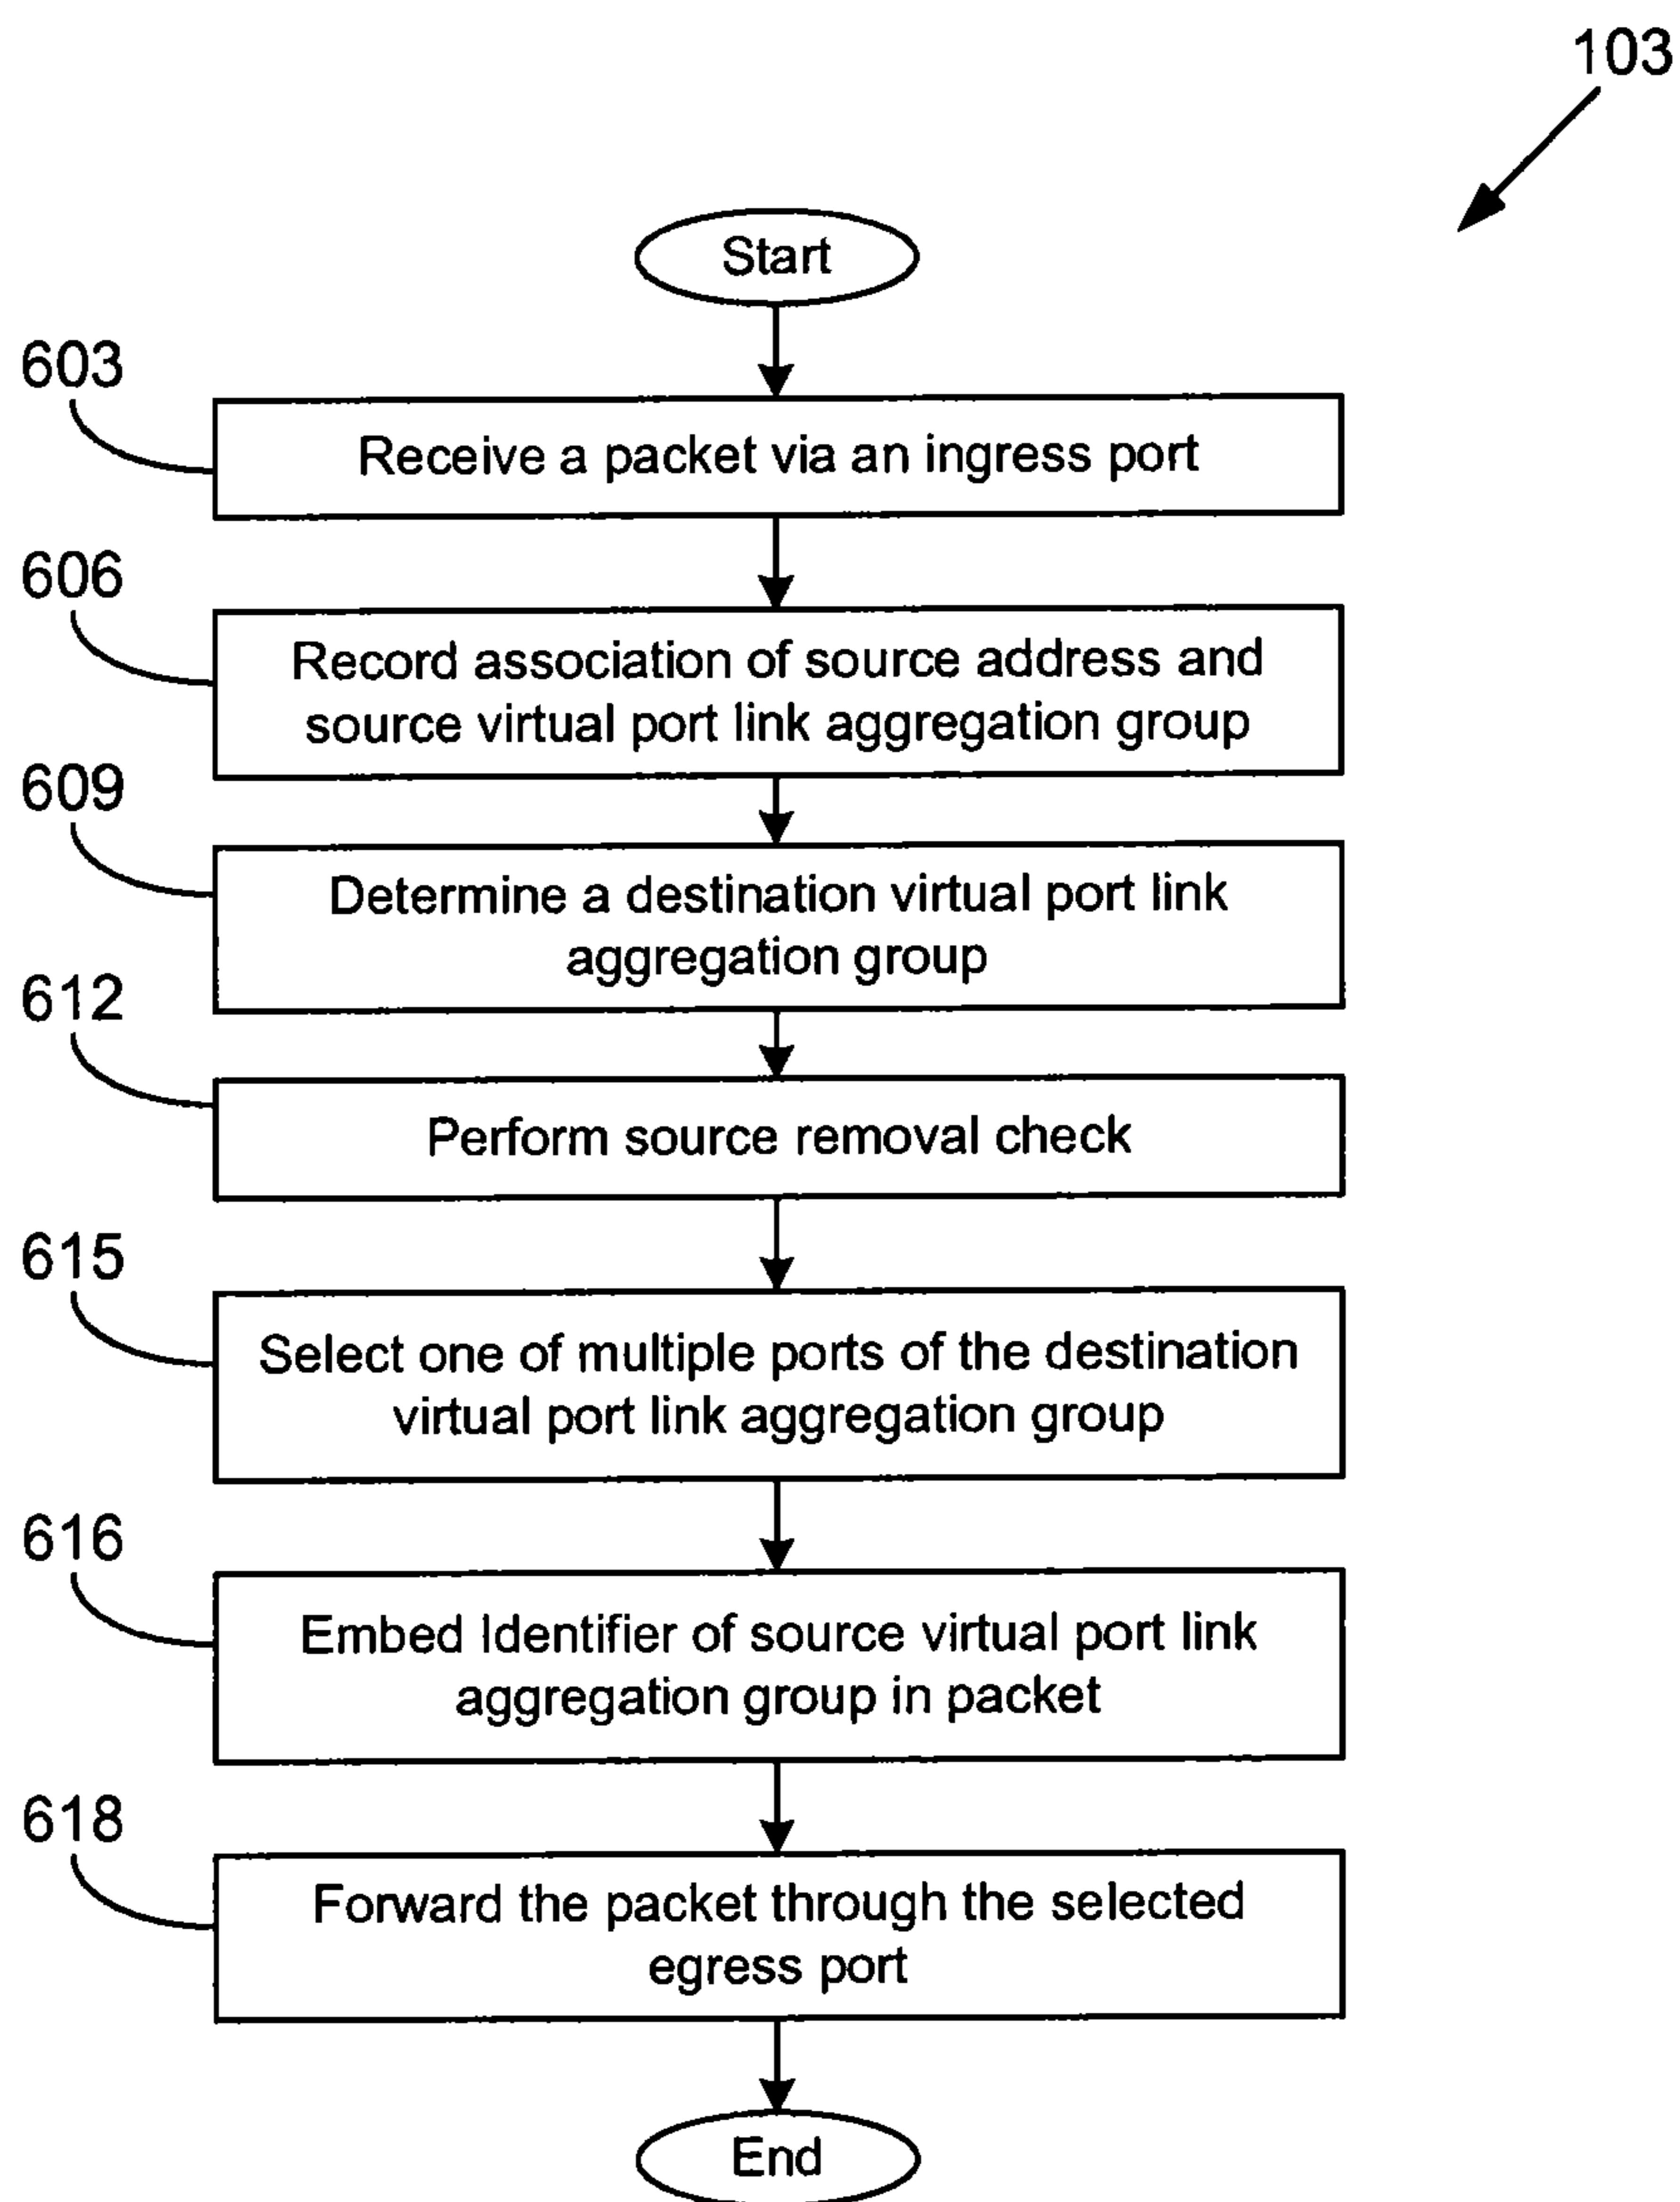 103
Start
603
Receive a packet via an ingress port
606
Record association of source address and
source virtual port link aggregation group
609
Determine a destination virtual port link
aggregation group
612
Perform source removal check
615
Select one of multiple ports of the destination
virtual port link aggregation group
616
Embed Identifier of source virtual port link
aggregation group in packet
618
Forward the packet through the selected
egress port
End